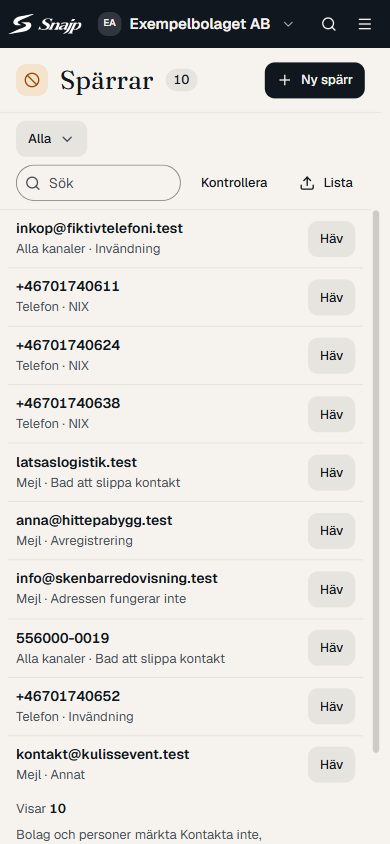 Snajp
EA Exempelbolaget AB
Spärrar 10
Ny spärr
Alla
Sök
Kontrollera
Lista
inkop@fiktivtelefoni.test
Alla kanaler · Invändning
Häv
+46701740611
Telefon · NIX
Häv
+46701740624
Telefon · NIX
Häv
+46701740638
Telefon · NIX
Häv
latsaslogistik.test
Mejl · Bad att slippa kontakt
Häv
anna@hittepabygg.test
Mejl · Avregistrering
Häv
info@skenbarredovisning.test
Mejl · Adressen fungerar inte
Häv
556000-0019
Alla kanaler · Bad att slippa kontakt
Häv
+46701740652
Telefon · Invändning
Häv
kontakt@kulissevent.test
Mejl · Annat
Häv
Visar 10
Bolag och personer märkta Kontakta inte,